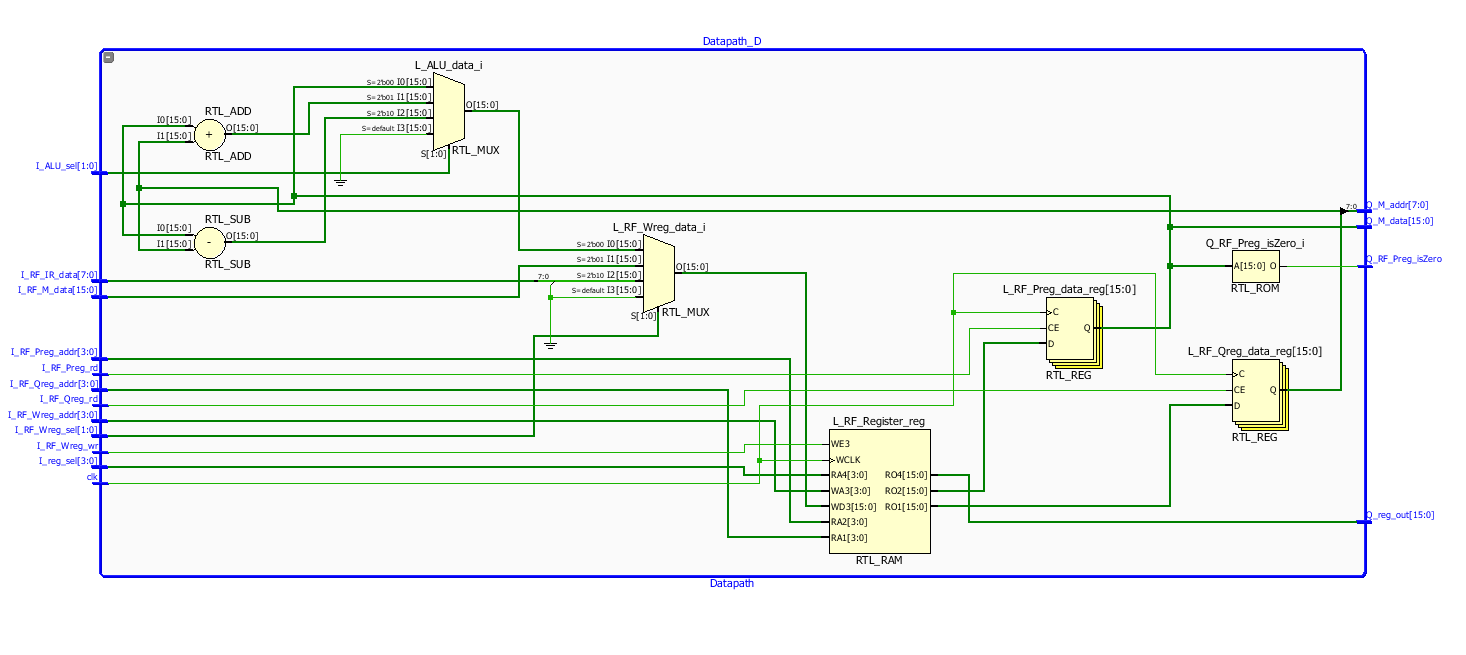 Datapath_D
L_ALU_data_i
S=2'b00 I0[15:0]
S=2'b01 I1[15:0]
S=2'b10 I2[15:0]
S=default I3[15:0]
O[15:0]
S[1:0]
RTL_MUX
RTL_ADD
I0[15:0]
I1[15:0]
+
O[15:0]
RTL_ADD
I_ALU_sel[1:0]
RTL_SUB
I0[15:0]
I1[15:0]
-
O[15:0]
RTL_SUB
7:0
Q_M_addr[7:0]
Q_M_data[15:0]
L_RF_Wreg_data_i
S=2'b00 I0[15:0]
S=2'b01 I1[15:0]
S=2'b10 I2[15:0]
S=default I3[15:0]
O[15:0]
S[1:0]
RTL_MUX
7:0
Q_RF_Preg_isZero_i
A[15:0] O
RTL_ROM
Q_RF_Preg_isZero
I_RF_IR_data[7:0]
I_RF_M_data[15:0]
L_RF_Preg_data_reg[15:0]
C
CE
D
Q
RTL_REG
L_RF_Qreg_data_reg[15:0]
C
CE
D
Q
RTL_REG
I_RF_Preg_addr[3:0]
I_RF_Preg_rd
I_RF_Qreg_addr[3:0]
I_RF_Qreg_rd
I_RF_Wreg_addr[3:0]
I_RF_Wreg_sel[1:0]
I_RF_Wreg_wr
I_reg_sel[3:0]
clk
L_RF_Register_reg
WE3
WCLK
RA4[3:0] RO4[15:0]
WA3[3:0] RO2[15:0]
WD3[15:0] RO1[15:0]
RA2[3:0]
RA1[3:0]
RTL_RAM
Q_reg_out[15:0]
Datapath